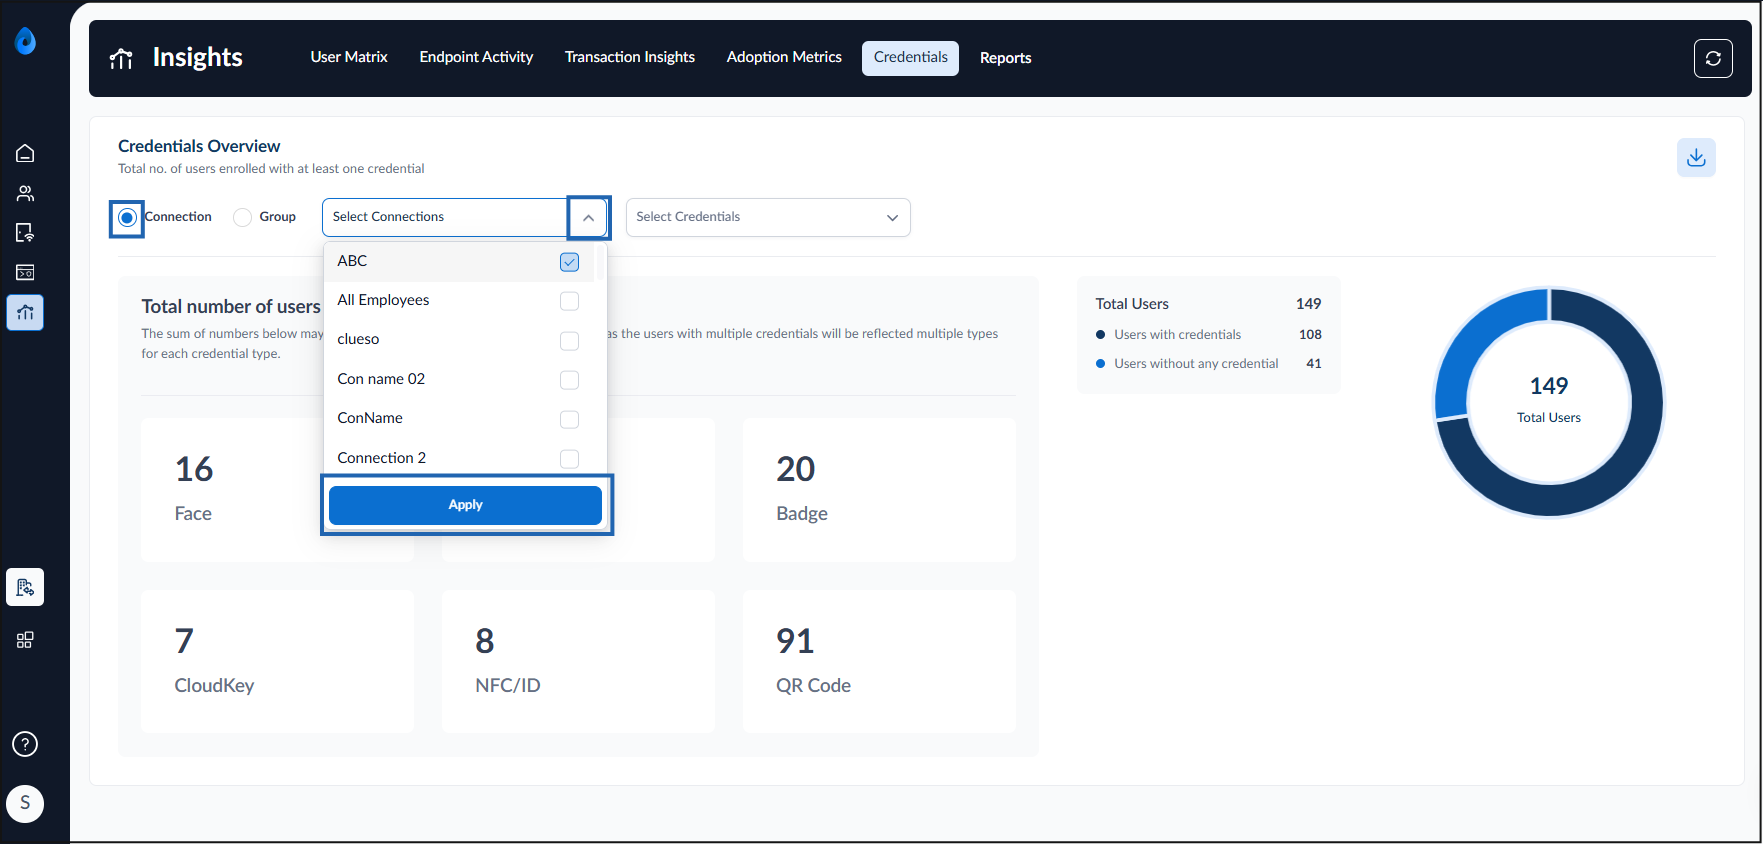 Insights
User Matrix
Endpoint Activity
Transaction Insights
Adoption Metrics
Credentials
Reports
Credentials Overview
Total no. of users enrolled with at least one credential
Connection
Group
Select Connections
Select Credentials
ABC
All Employees
clueso
Con name 02
ConName
Connection 2
Apply
Total number of users
The sum of numbers below may
as the users with multiple credentials will be reflected multiple types
for each credential type.
16
Face
20
Badge
7
CloudKey
8
NFC/ID
91
QR Code
Total Users 149
Users with credentials 108
Users without any credential 41
149
Total Users
?
S